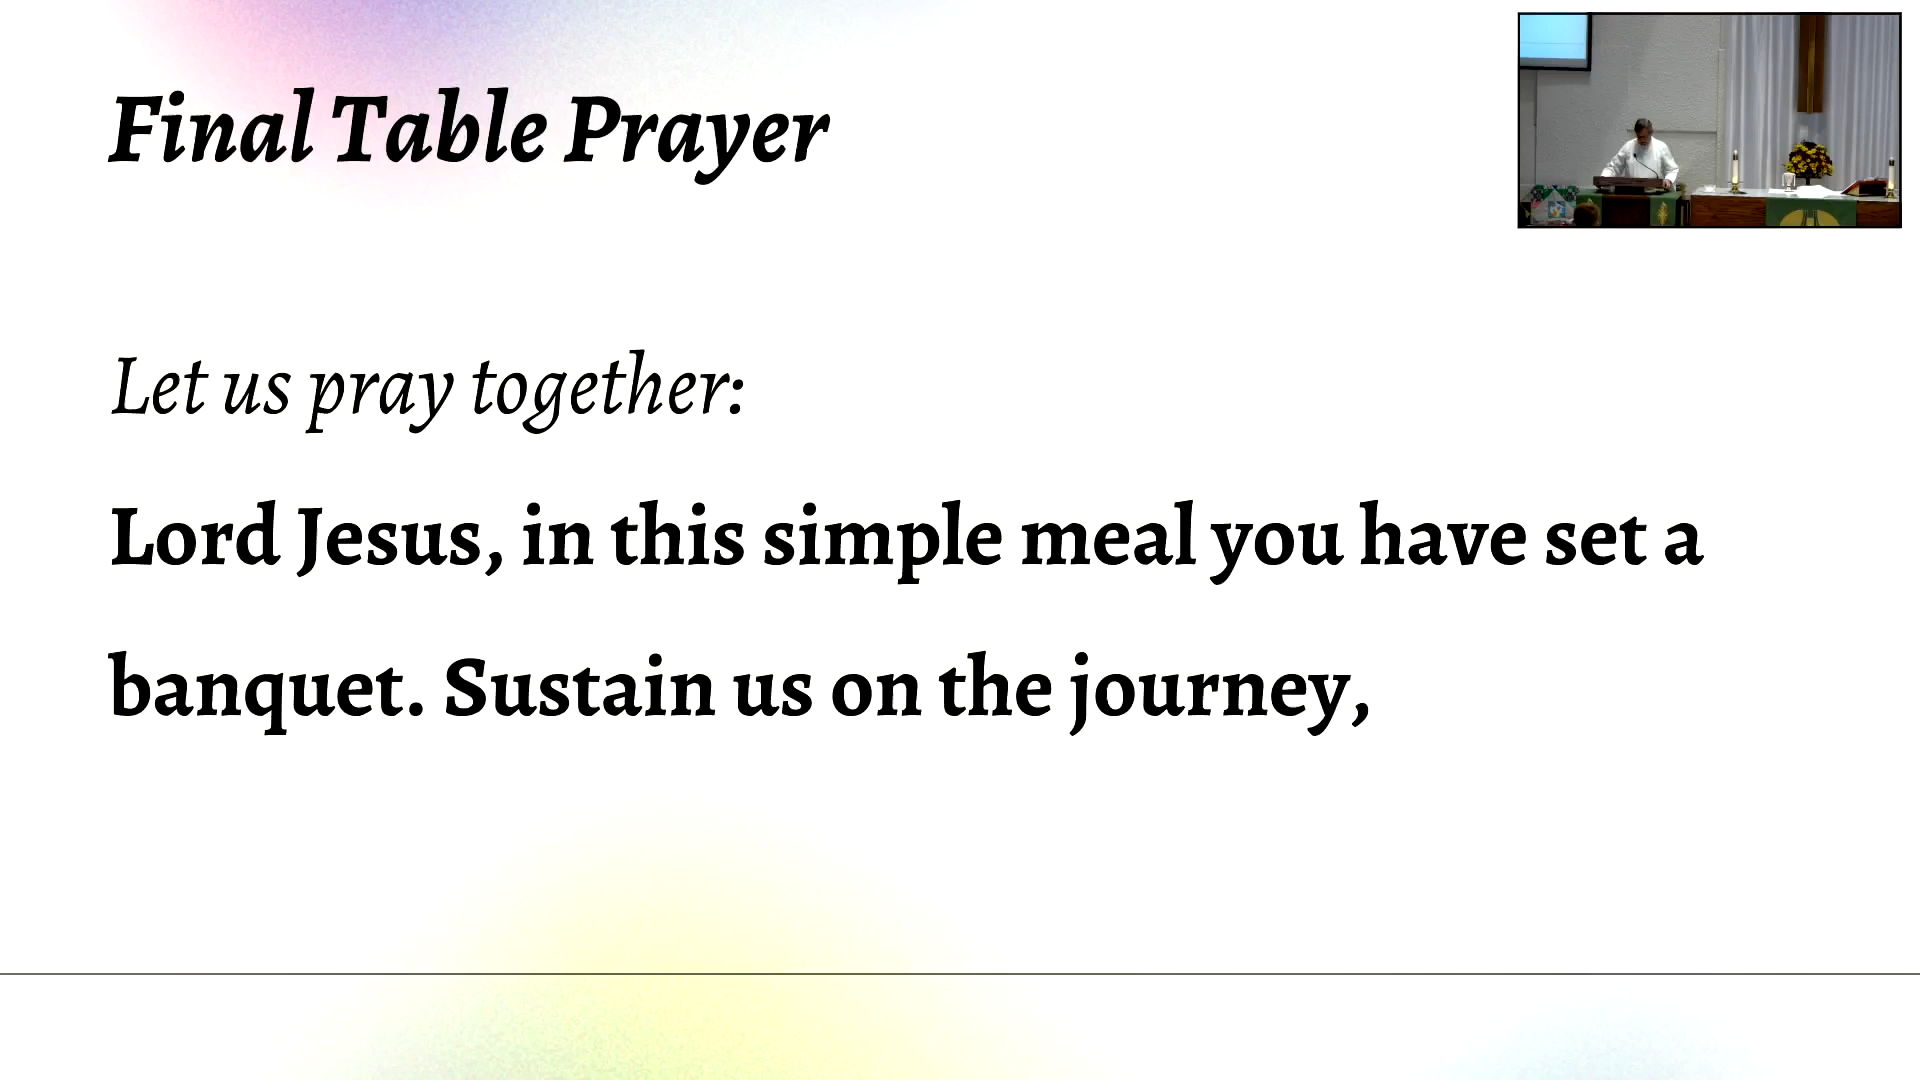 Final Table Prayer
Let us pray together:
Lord Jesus, in this simple meal you have set a
banquet. Sustain us on the journey,